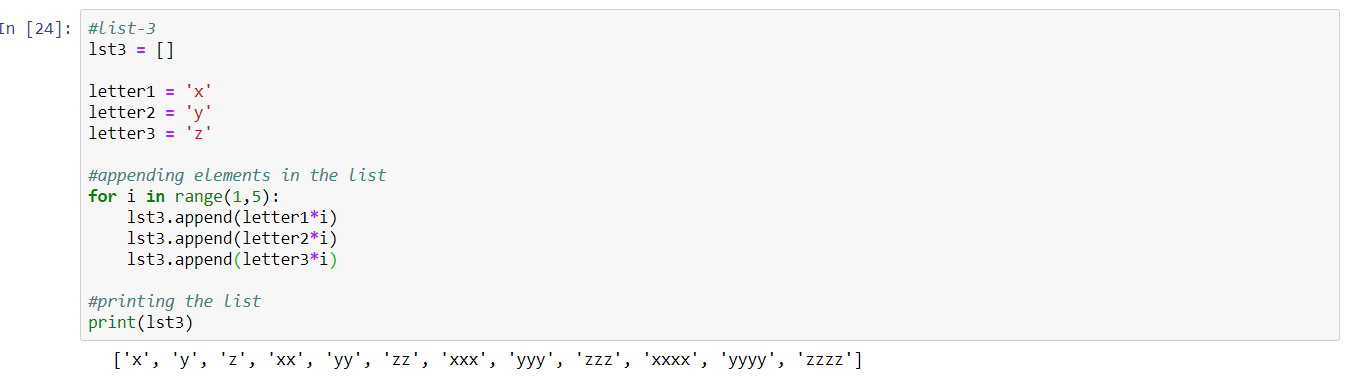 In [24]: #list-3
lst3 = []
letter1 = 'x'
letter2 = 'y'
letter3 = 'z'
#appending elements in the list
for i in range(1,5):
    lst3.append(letter1*i)
    lst3.append(letter2*i)
    lst3.append(letter3*i)
#printing the list
print(lst3)
['x', 'y', 'z', 'xx', 'yy', 'zz', 'xxx', 'yyy', 'zzz', 'xxxx', 'yyyy', 'zzzz']